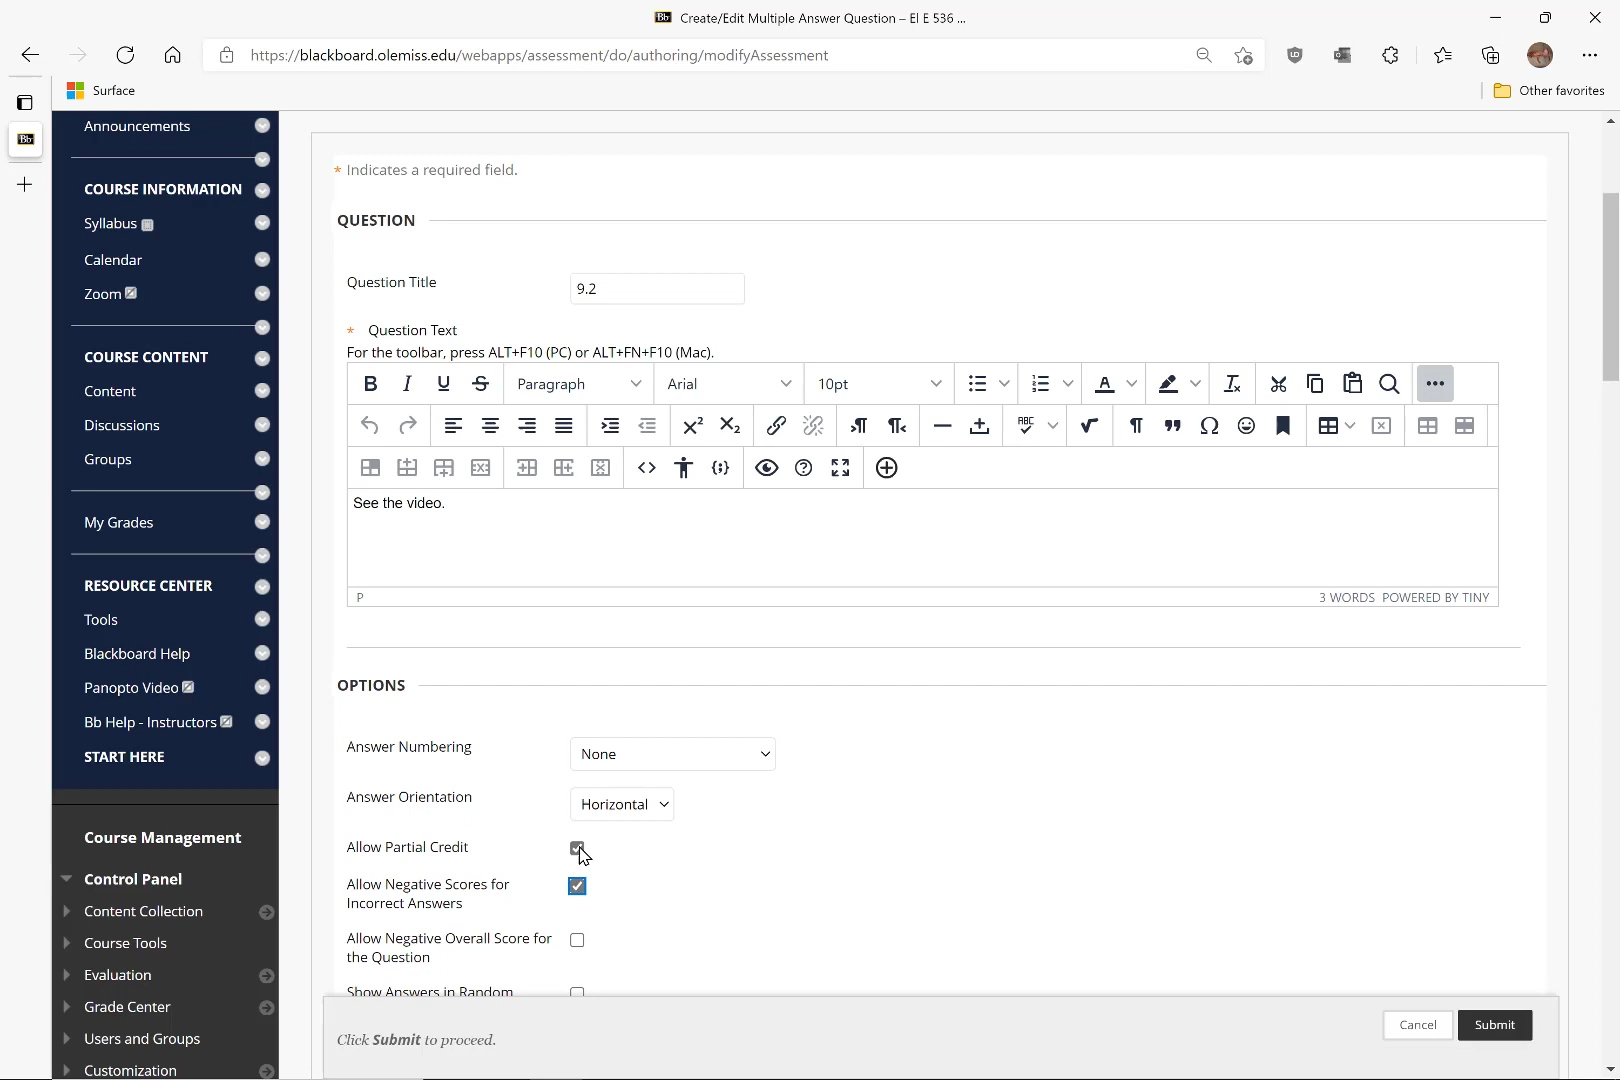 Bb Create/Edit Multiple Answer Question – El E 536 ...
https://blackboard.olemiss.edu/webapps/assessment/do/authoring/modifyAssessment
Surface
Other favorites
Bb
Announcements
COURSE INFORMATION
Syllabus
Calendar
Zoom
COURSE CONTENT
Content
Discussions
Groups
My Grades
RESOURCE CENTER
Tools
Blackboard Help
Panopto Video
Bb Help - Instructors
START HERE
Course Management
Control Panel
Content Collection
Course Tools
Evaluation
Grade Center
Users and Groups
Customization
* Indicates a required field.
QUESTION
Question Title
9.2
* Question Text
For the toolbar, press ALT+F10 (PC) or ALT+FN+F10 (Mac).
B I U S Paragraph Arial 10pt
See the video.
P
3 WORDS POWERED BY TINY
OPTIONS
Answer Numbering
None
Answer Orientation
Horizontal
Allow Partial Credit
Allow Negative Scores for
Incorrect Answers
Allow Negative Overall Score for
the Question
Show Answers in Random
Click Submit to proceed.
Cancel
Submit